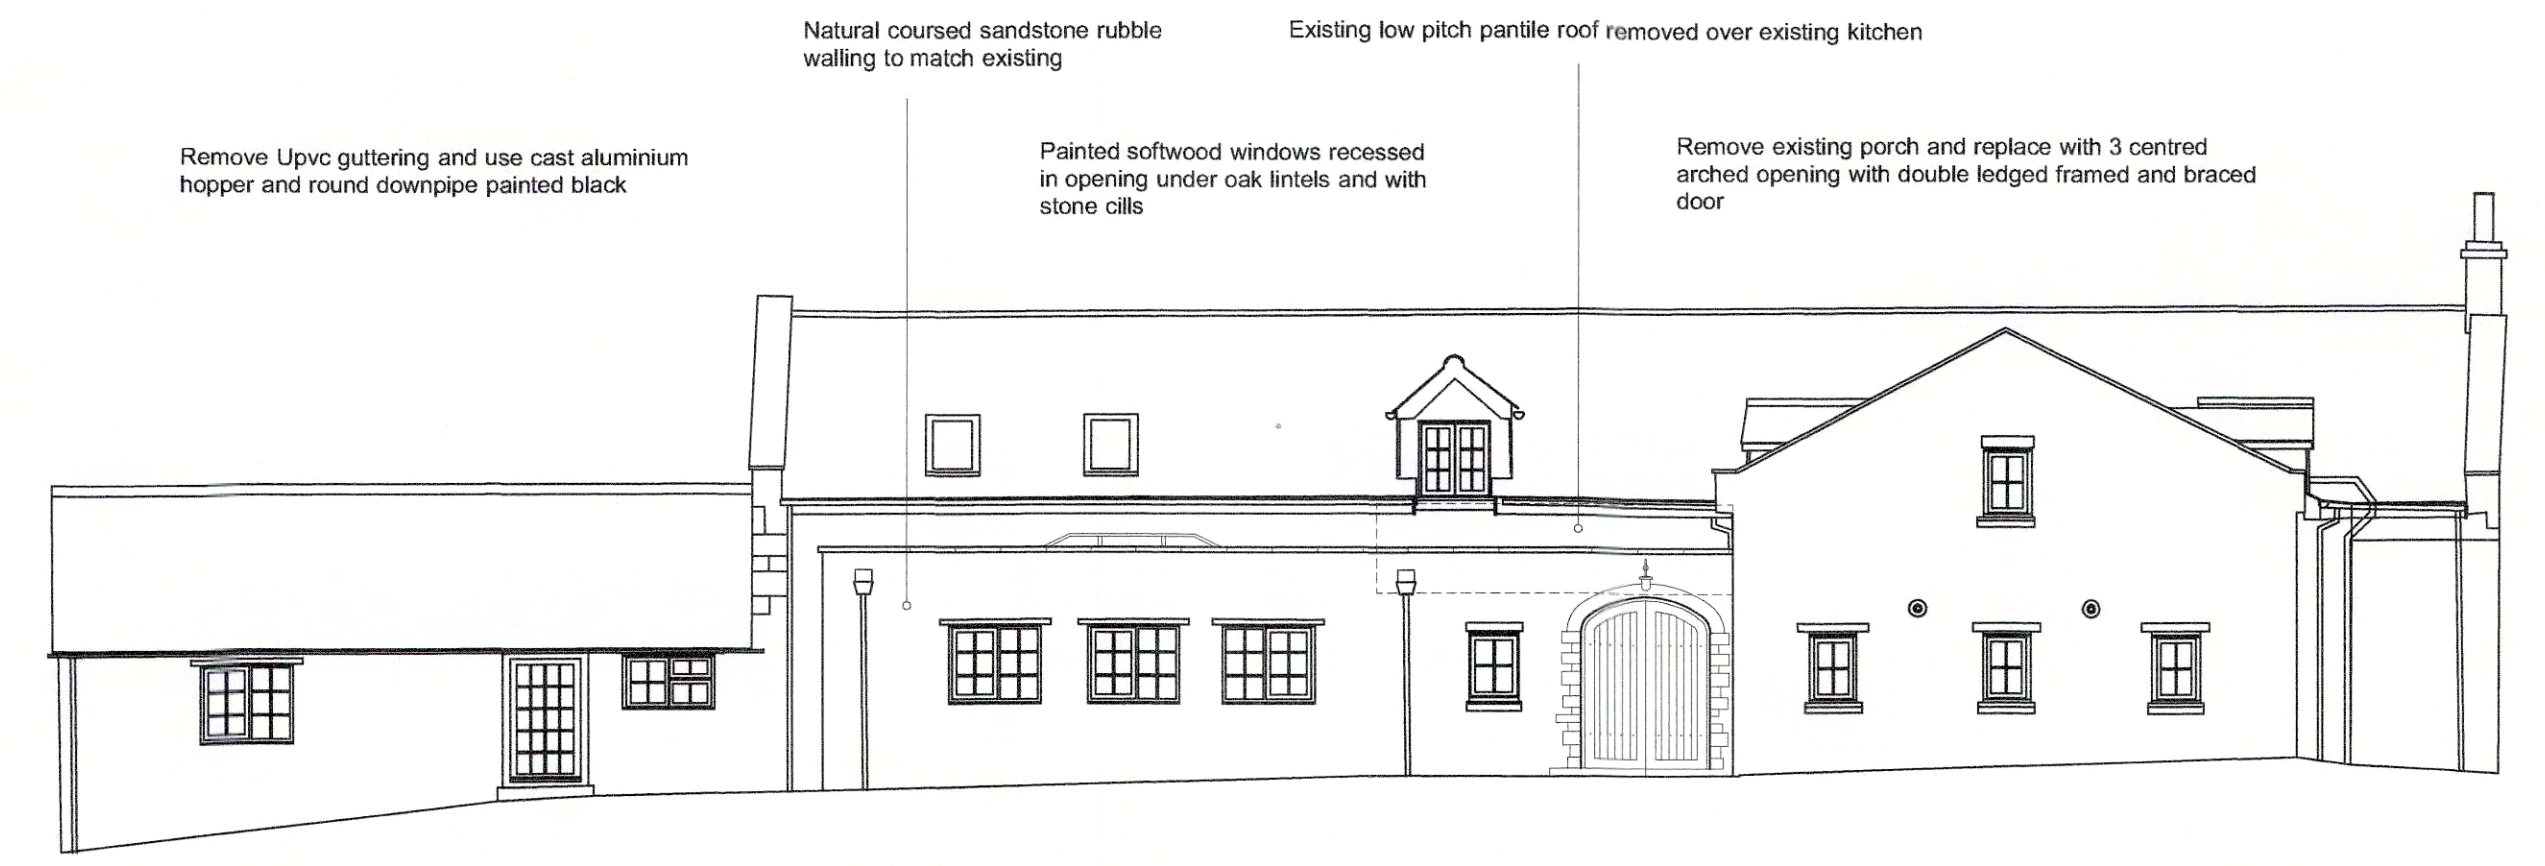 Natural coursed sandstone rubble
walling to match existing
Existing low pitch pantile roof removed over existing kitchen
Remove Upvc guttering and use cast aluminium
hopper and round downpipe painted black
Painted softwood windows recessed
in opening under oak lintels and with
stone cills
Remove existing porch and replace with 3 centred
arched opening with double ledged framed and braced
door